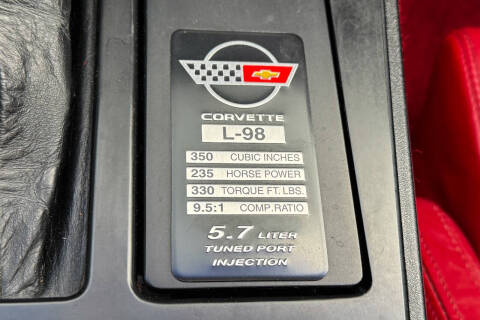 CORVETTE
L-98
350 CUBIC INCHES
235 HORSE POWER
330 TORQUE FT. LBS.
9.5:1 COMP. RATIO
5.7 LITER
TUNED PORT
INJECTION